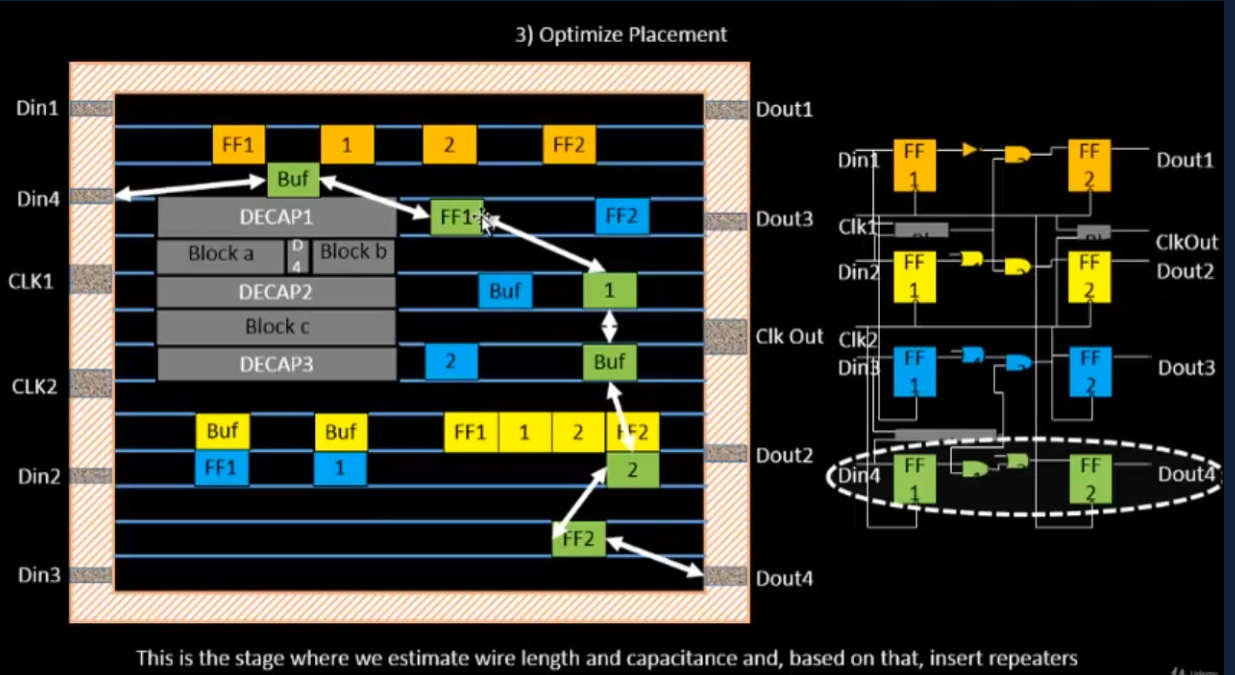 3) Optimize Placement
Din1
Dout1
FF1 1 2 FF2
Buf
Din4
DECAP1
FF1
FF2
Dout3
Block a
D
4
Block b
CLK1
DECAP2
Buf
1
Block c
Clk Out
DECAP3
2
Buf
CLK2
Buf
Buf
FF1 1 2 FF2
Dout2
FF1
1
2
Din2
FF2
Din3
Dout4
Din1
FF
1
FF
2
Dout1
Clk1
ClkOut
Din2
FF
1
FF
2
Dout2
Clk2
Din3
FF
1
FF
2
Dout3
Din4
FF
1
FF
2
Dout4
This is the stage where we estimate wire length and capacitance and, based on that, insert repeaters